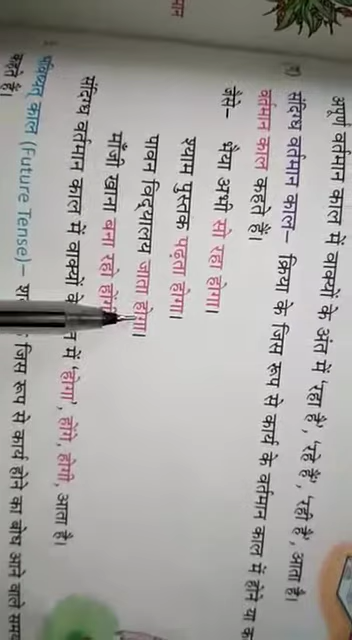 मान
अपूर्ण वर्तमान काल में वाक्यों के अंत में 'रहा है', 'रहे हैं', 'रही है', आता है।
संदिग्ध वर्तमान काल– क्रिया के जिस रूप से कार्य के वर्तमान काल में होने या क
वर्तमान काल कहते हैं।
जैसे– भैया अभी सो रहा होगा।
श्याम पुस्तक पढ़ता होगा।
पावन विद्यालय जाता होगा।
माँजी खाना बना रही होंगी
संदिग्ध वर्तमान काल में वाक्यों के में 'होगा', होंगे, होगी, आता है।
भविष्यत् काल (Future Tense)– जिस रूप से कार्य होने का बोध आने वाले समय
कहते हैं।